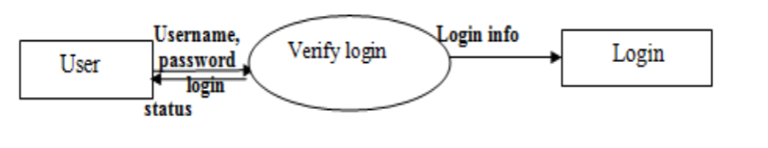 User
Username,
password
login
status
Verify login
Login info
Login